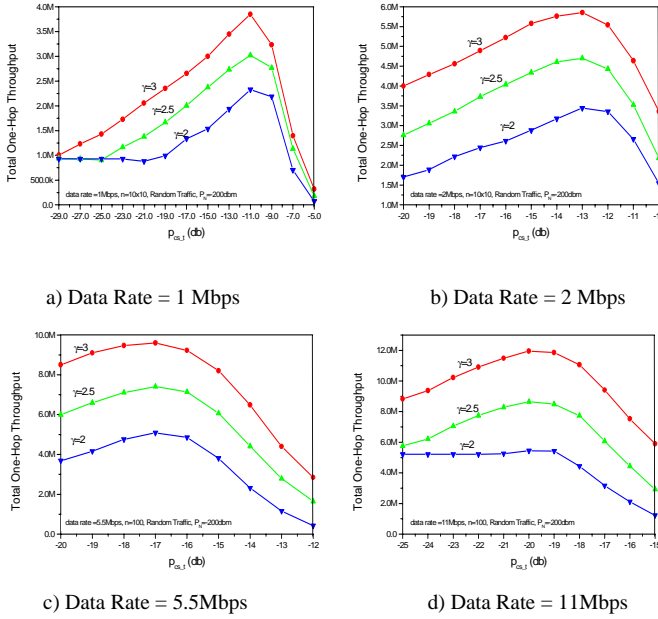 4.0M
3.5M
3.0M
2.5M
2.0M
1.5M
1.0M
500.0k
0.0
Total One-Hop Throughput
γ=3
γ=2.5
γ=2
data rate =1Mbps, n=10x10, Random Traffic, P_N=-200dbm
-29.0 -27.0 -25.0 -23.0 -21.0 -19.0 -17.0 -15.0 -13.0 -11.0 -9.0 -7.0 -5.0
p_cs_t (db)
6.0M
5.5M
5.0M
4.5M
4.0M
3.5M
3.0M
2.5M
2.0M
1.5M
1.0M
Total One-Hop Throughput
γ=3
γ=2.5
γ=2
data rate =2Mbps, n=10x10, Random Traffic, P_N=-200dbm
-20 -19 -18 -17 -16 -15 -14 -13 -12 -11
p_cs_t (db)
a) Data Rate = 1 Mbps
b) Data Rate = 2 Mbps
10.0M
8.0M
6.0M
4.0M
2.0M
0.0
Total One-Hop Throughput
γ=3
γ=2.5
γ=2
data rate =5.5Mbps, n=100, Random Traffic, P_N=-200dbm
-20 -19 -18 -17 -16 -15 -14 -13 -12
p_cs_t (db)
12.0M
10.0M
8.0M
6.0M
4.0M
2.0M
0.0
Total One-Hop Throughput
γ=3
γ=2.5
γ=2
data rate =11Mbps, n=100, Random Traffic, P_N=-200dbm
-25 -24 -23 -22 -21 -20 -19 -18 -17 -16 -15
p_cs_t (db)
c) Data Rate = 5.5Mbps
d) Data Rate = 11Mbps